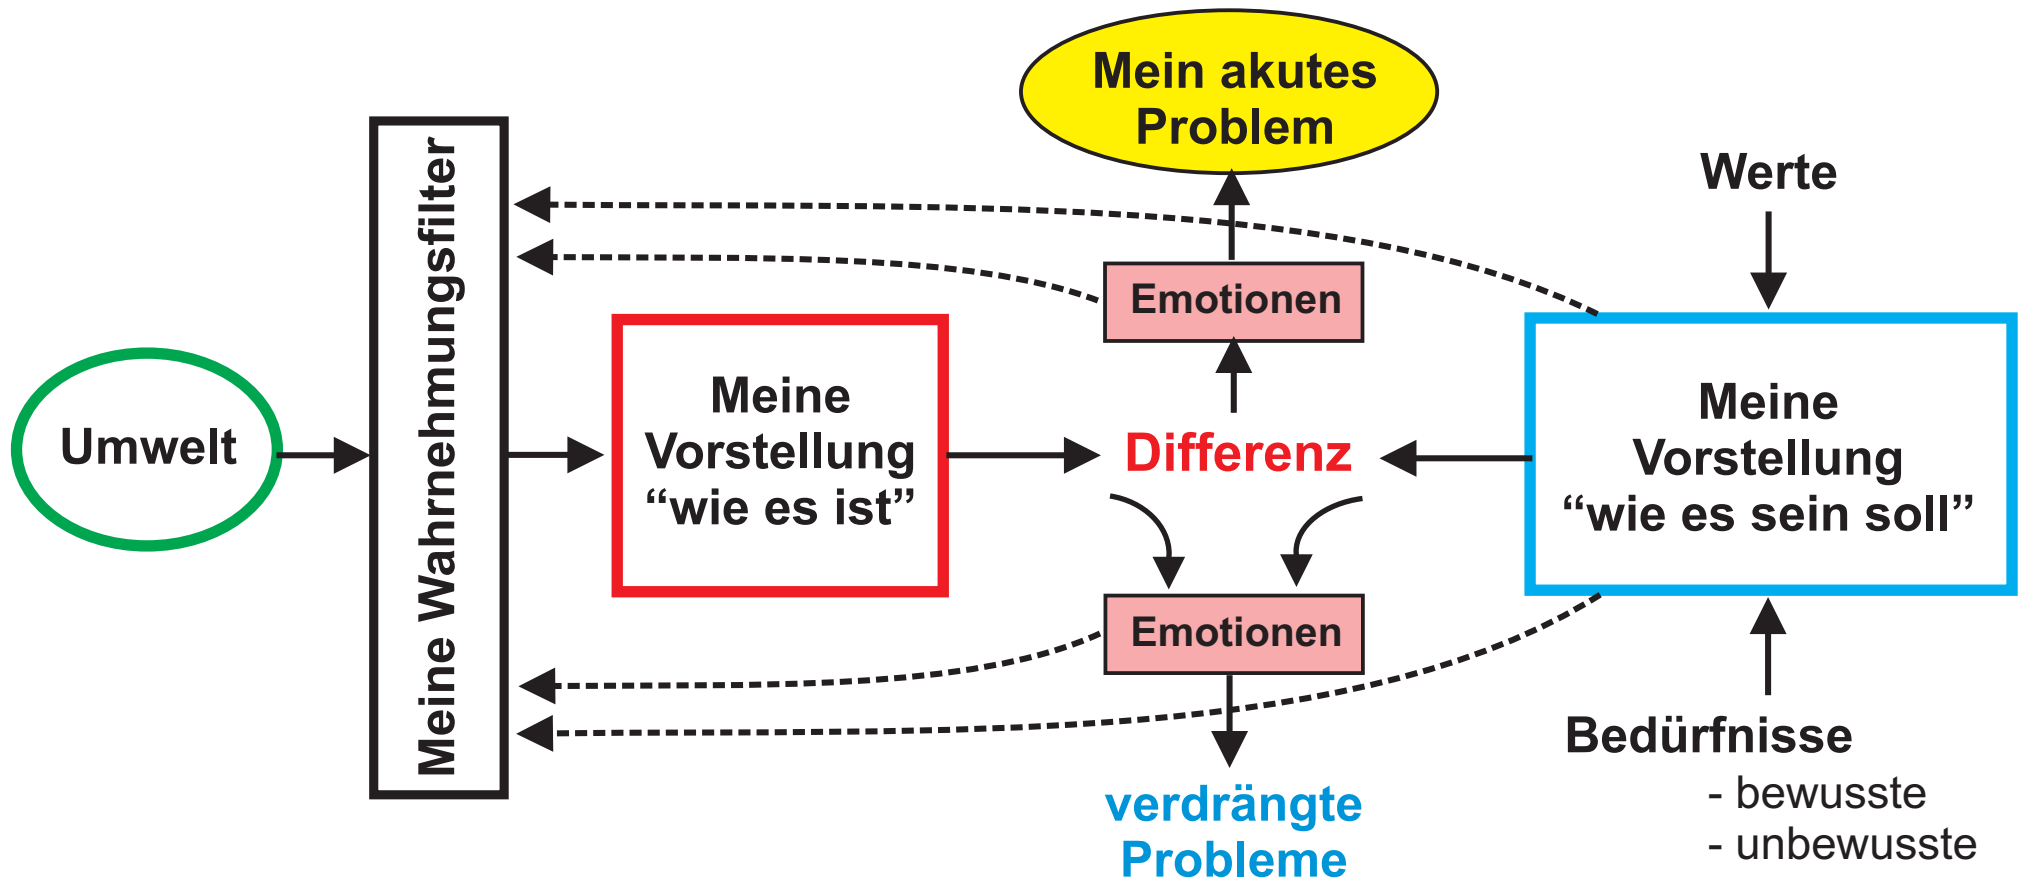 Mein akutes
Problem
Werte
Meine Wahrnehmungsfilter
Emotionen
Umwelt
Meine
Vorstellung
“wie es ist”
Differenz
Meine
Vorstellung
“wie es sein soll”
Emotionen
Bedürfnisse
- bewusste
- unbewusste
verdrängte
Probleme